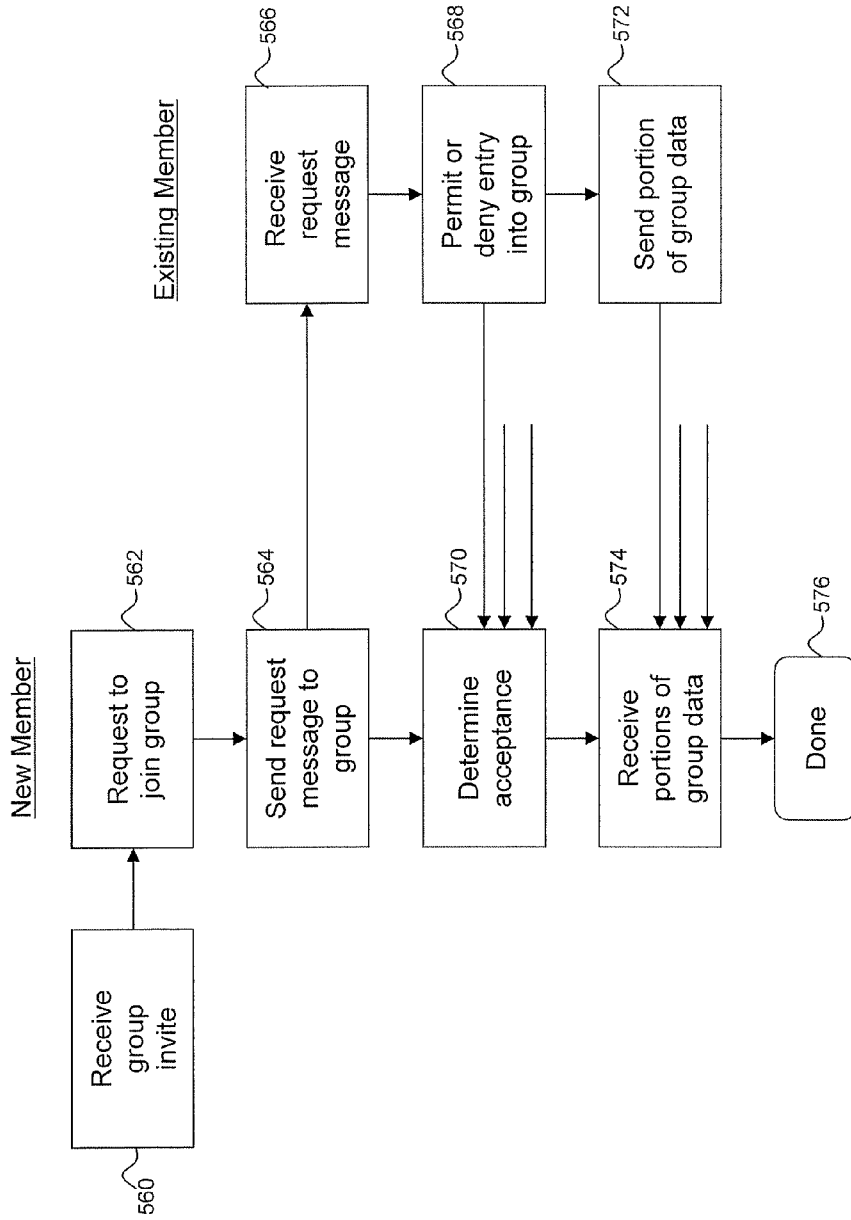 New Member
Existing Member
Receive
group
invite
560
Request to
join group
562
Send request
message to
group
564
Receive
request
message
566
Permit or
deny entry
into group
568
Determine
acceptance
570
Send portion
of group data
572
Receive
portions of
group data
574
Done
576